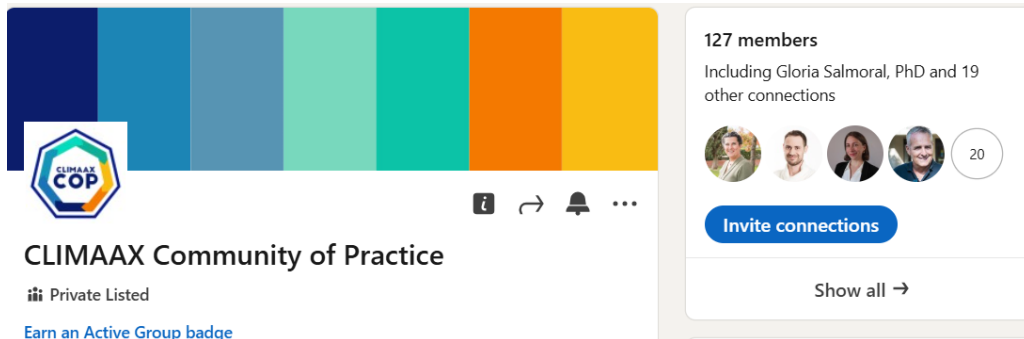 CLIMAAX
COP
CLIMAAX Community of Practice
Private Listed
Earn an Active Group badge
127 members
Including Gloria Salmoral, PhD and 19
other connections
20
Invite connections
Show all →